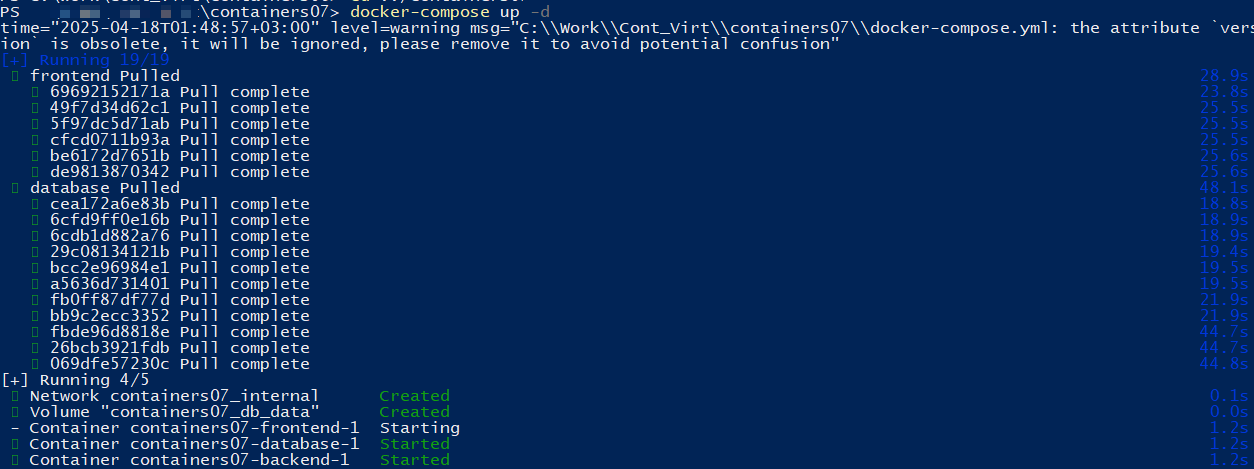 PS \containers07> docker-compose up -d
time="2025-04-18T01:48:57+03:00" level=warning msg="C:\\Work\\Cont_Virt\\containers07\\docker-compose.yml: the attribute `vers
ion` is obsolete, it will be ignored, please remove it to avoid potential confusion"
[+] Running 19/19
frontend Pulled 28.9s
69692152171a Pull complete 23.8s
49f7d34d62c1 Pull complete 25.5s
5f97dc5d71ab Pull complete 25.5s
cfcd0711b93a Pull complete 25.5s
be6172d7651b Pull complete 25.6s
de9813870342 Pull complete 25.6s
database Pulled 48.1s
cea172a6e83b Pull complete 18.8s
6cfd9ff0e16b Pull complete 18.9s
6cdb1d882a76 Pull complete 18.9s
29c08134121b Pull complete 19.4s
bcc2e96984e1 Pull complete 19.5s
a5636d731401 Pull complete 19.5s
fb0ff87df77d Pull complete 21.9s
bb9c2ecc3352 Pull complete 21.9s
fbde96d8818e Pull complete 44.7s
26bcb3921fdb Pull complete 44.7s
069dfe57230c Pull complete 44.8s
[+] Running 4/5
Network containers07_internal Created 0.1s
Volume "containers07_db_data" Created 0.0s
- Container containers07-frontend-1 Starting 1.2s
Container containers07-database-1 Started 1.2s
Container containers07-backend-1 Started 1.2s